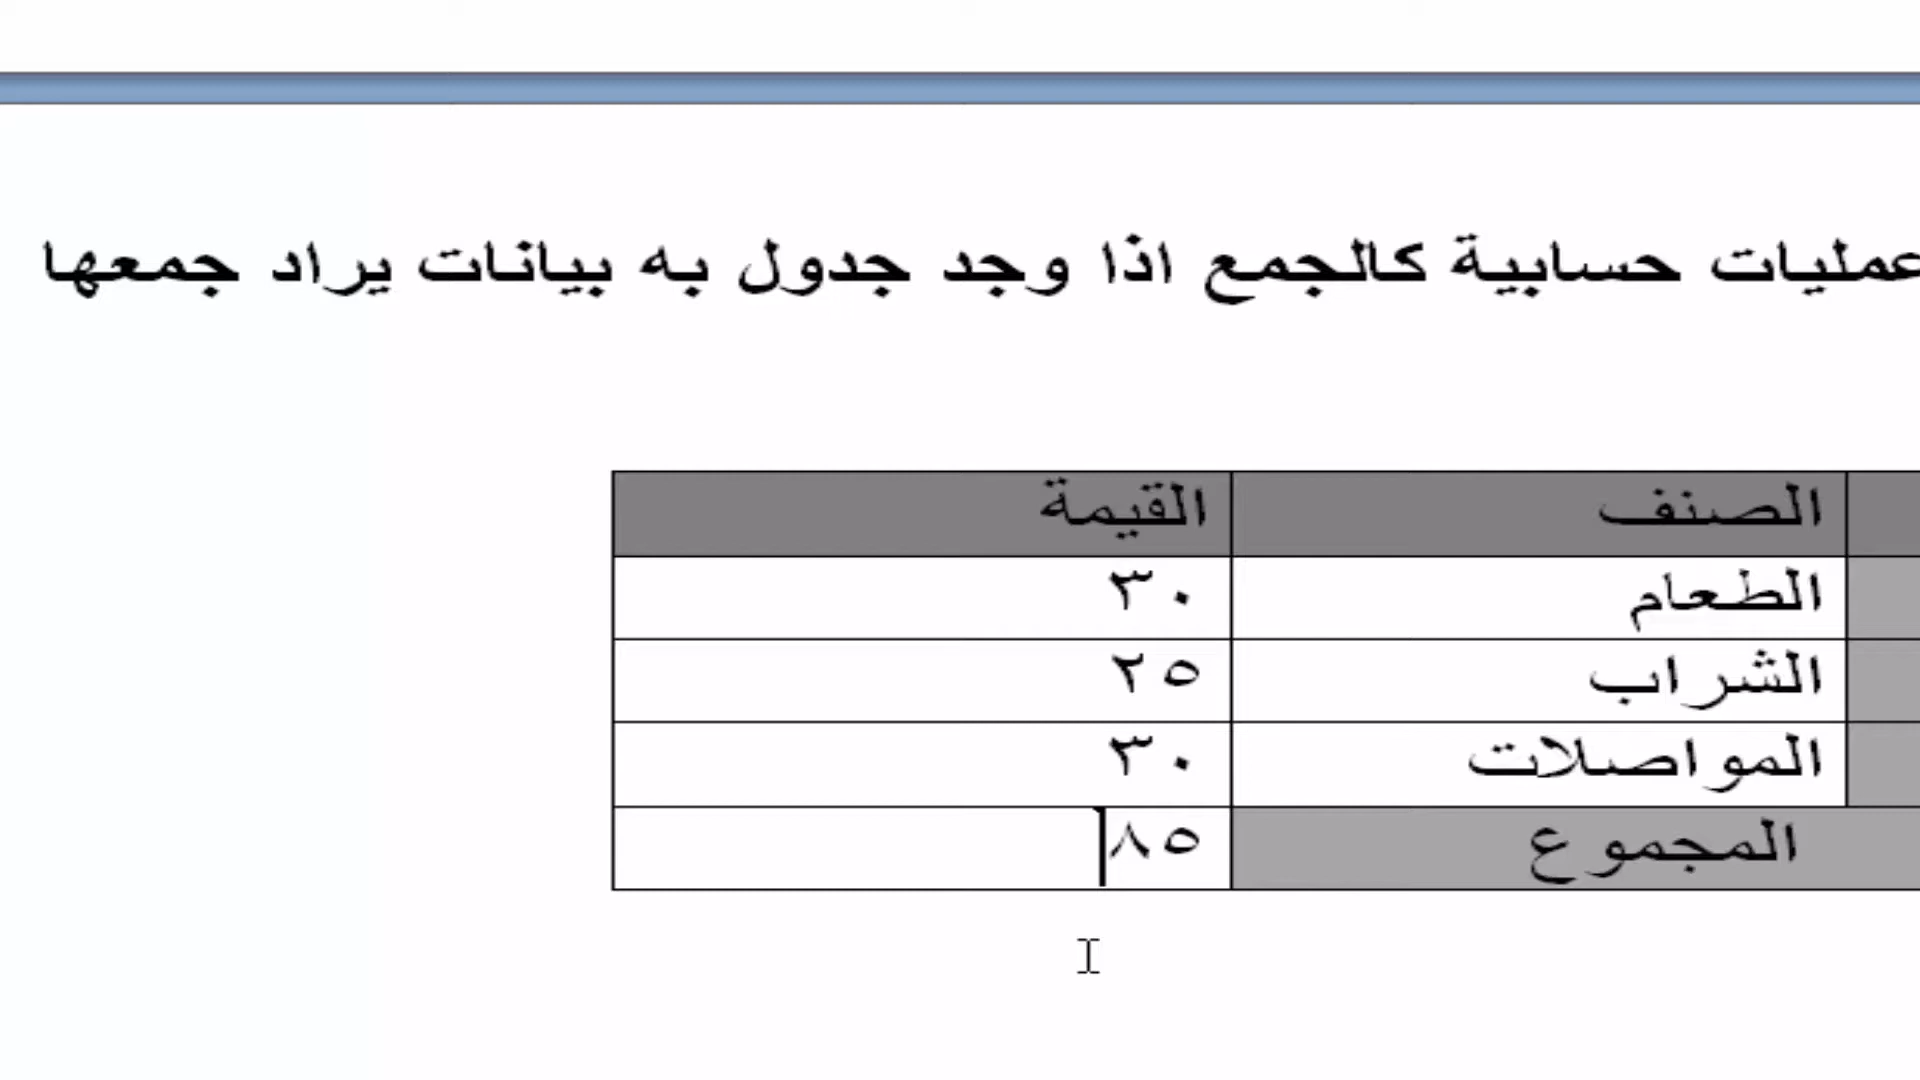 عمليات حسابية كالجمع اذا وجد جدول به بيانات يراد جمعها
الصنف القيمة
الطعام ٣٠
الشراب ٢٥
المواصلات ٣٠
المجموع ٨٥